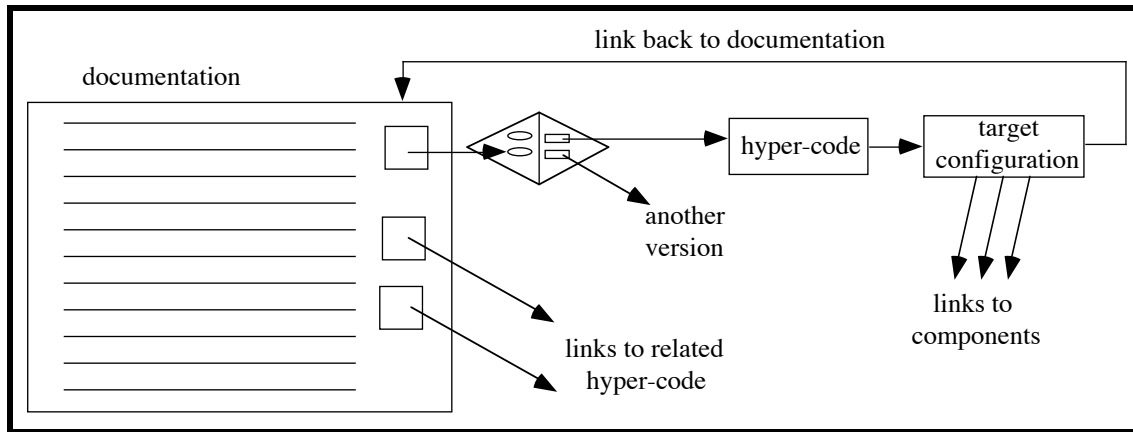 link back to documentation
documentation
hyper-code
target
configuration
another
version
links to
components
links to related
hyper-code